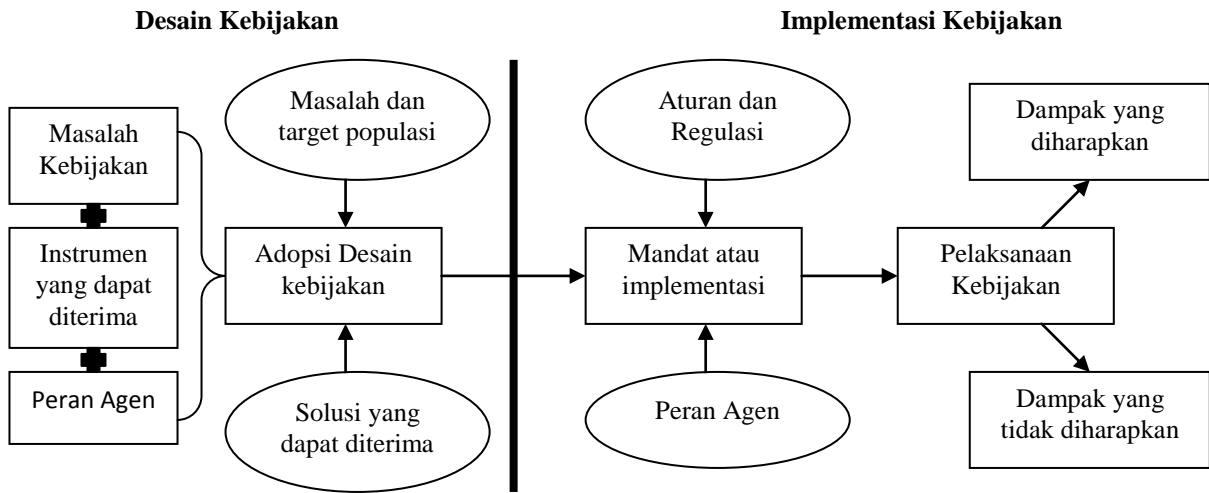 Desain Kebijakan
Implementasi Kebijakan
Masalah
Kebijakan
Instrumen
yang dapat
diterima
Peran Agen
Masalah dan
target populasi
Adopsi Desain
kebijakan
Solusi yang
dapat diterima
Aturan dan
Regulasi
Mandat atau
implementasi
Peran Agen
Pelaksanaan
Kebijakan
Dampak yang
diharapkan
Dampak yang
tidak diharapkan